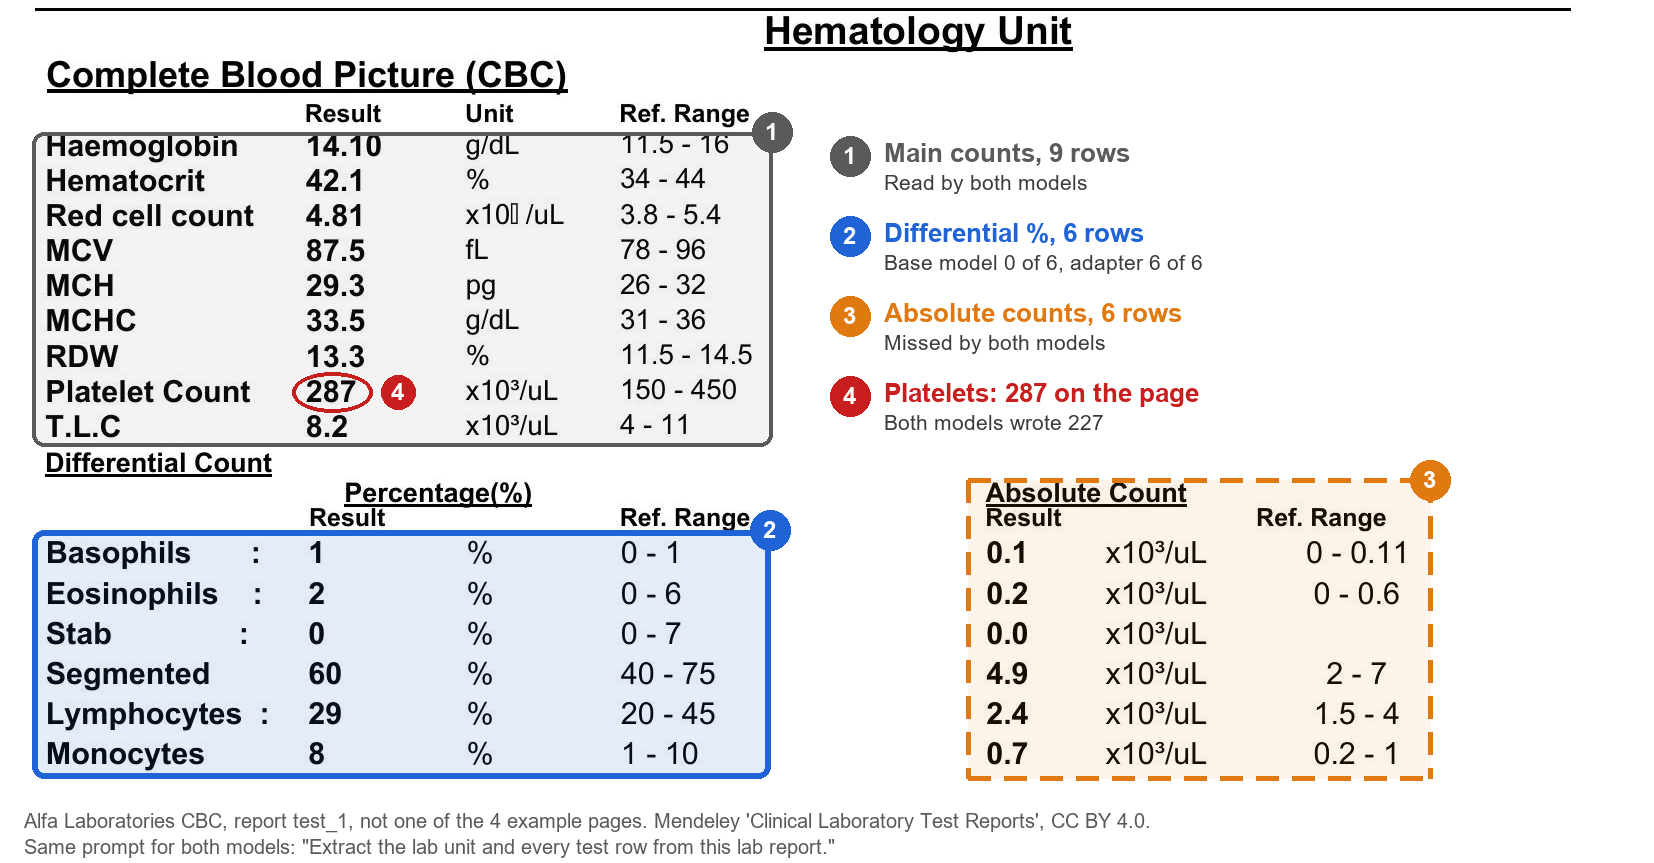 Hematology Unit
Complete Blood Picture (CBC)
Result Unit Ref. Range
1
Haemoglobin 14.10 g/dL 11.5 - 16
Hematocrit 42.1 % 34 - 44
Red cell count 4.81 x10▯/uL 3.8 - 5.4
MCV 87.5 fL 78 - 96
MCH 29.3 pg 26 - 32
MCHC 33.5 g/dL 31 - 36
RDW 13.3 % 11.5 - 14.5
Platelet Count 287 4 x10³/uL 150 - 450
T.L.C 8.2 x10³/uL 4 - 11
1 Main counts, 9 rows
Read by both models
2 Differential %, 6 rows
Base model 0 of 6, adapter 6 of 6
3 Absolute counts, 6 rows
Missed by both models
4 Platelets: 287 on the page
Both models wrote 227
Differential Count
Percentage(%)
Result Ref. Range
2
Basophils : 1 % 0 - 1
Eosinophils : 2 % 0 - 6
Stab : 0 % 0 - 7
Segmented 60 % 40 - 75
Lymphocytes : 29 % 20 - 45
Monocytes 8 % 1 - 10
3
Absolute Count
Result Ref. Range
0.1 x10³/uL 0 - 0.11
0.2 x10³/uL 0 - 0.6
0.0 x10³/uL
4.9 x10³/uL 2 - 7
2.4 x10³/uL 1.5 - 4
0.7 x10³/uL 0.2 - 1
Alfa Laboratories CBC, report test_1, not one of the 4 example pages. Mendeley 'Clinical Laboratory Test Reports', CC BY 4.0.
Same prompt for both models: "Extract the lab unit and every test row from this lab report."